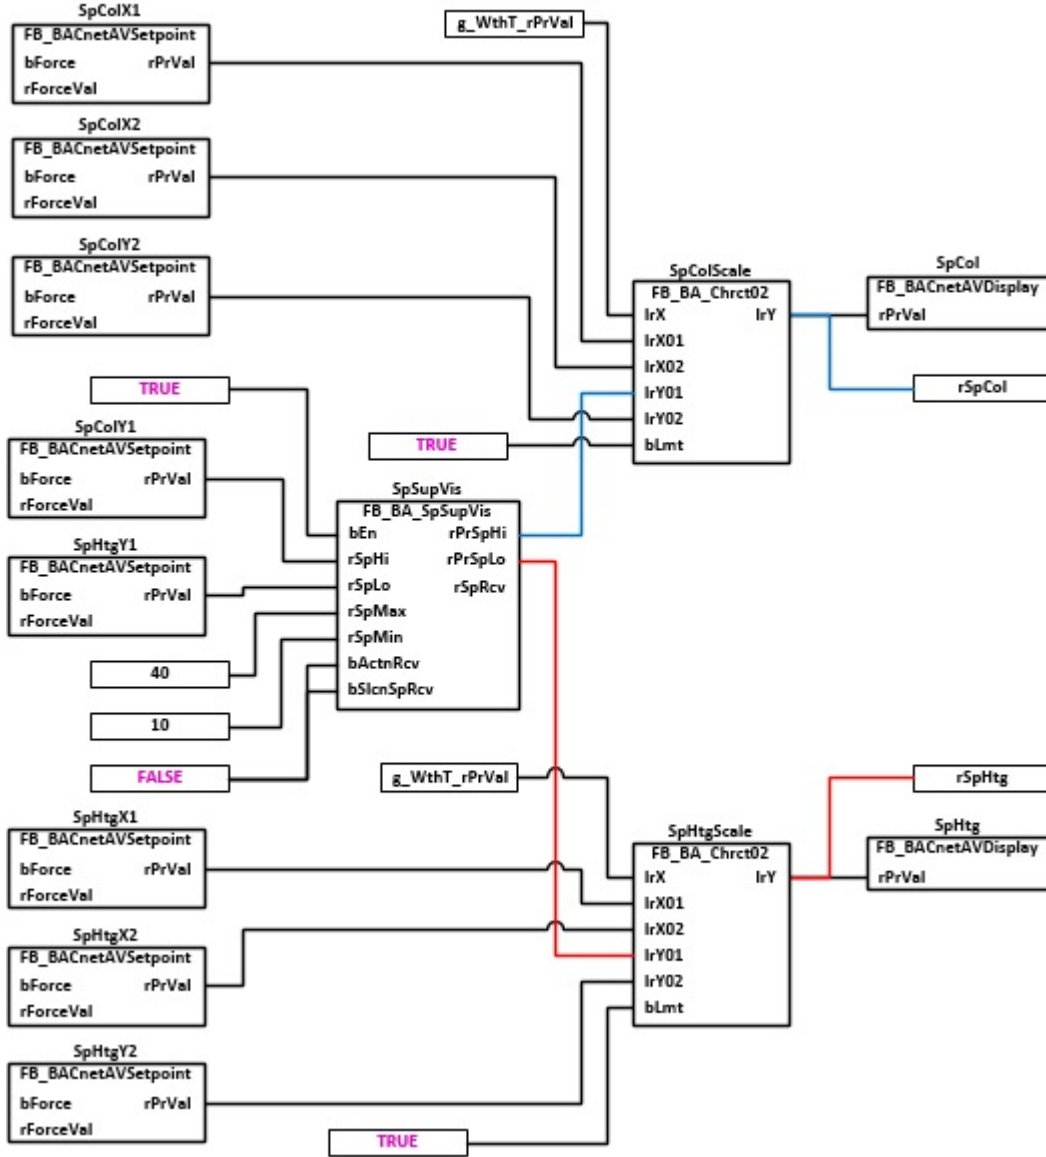 SpColX1
FB_BACnetAVSetpoint
bForce rPrVal
rForceVal
g_WthT_rPrVal
SpColX2
FB_BACnetAVSetpoint
bForce rPrVal
rForceVal
SpColY2
FB_BACnetAVSetpoint
bForce rPrVal
rForceVal
SpColScale
FB_BA_Chrct02
lrX lrY
lrX01
lrX02
lrY01
lrY02
bLmt
SpCol
FB_BACnetAVDisplay
rPrVal
rSpCol
TRUE
TRUE
SpColY1
FB_BACnetAVSetpoint
bForce rPrVal
rForceVal
SpHtgY1
FB_BACnetAVSetpoint
bForce rPrVal
rForceVal
SpSupVis
FB_BA_SpSupVis
bEn rPrSpHi
rSpHi rPrSpLo
rSpLo rSpRcv
rSpMax
rSpMin
bActnRcv
bSlcnSpRcv
40
10
FALSE
g_WthT_rPrVal
rSpHtg
SpHtgX1
FB_BACnetAVSetpoint
bForce rPrVal
rForceVal
SpHtgScale
FB_BA_Chrct02
lrX lrY
lrX01
lrX02
lrY01
lrY02
bLmt
SpHtg
FB_BACnetAVDisplay
rPrVal
SpHtgX2
FB_BACnetAVSetpoint
bForce rPrVal
rForceVal
SpHtgY2
FB_BACnetAVSetpoint
bForce rPrVal
rForceVal
TRUE